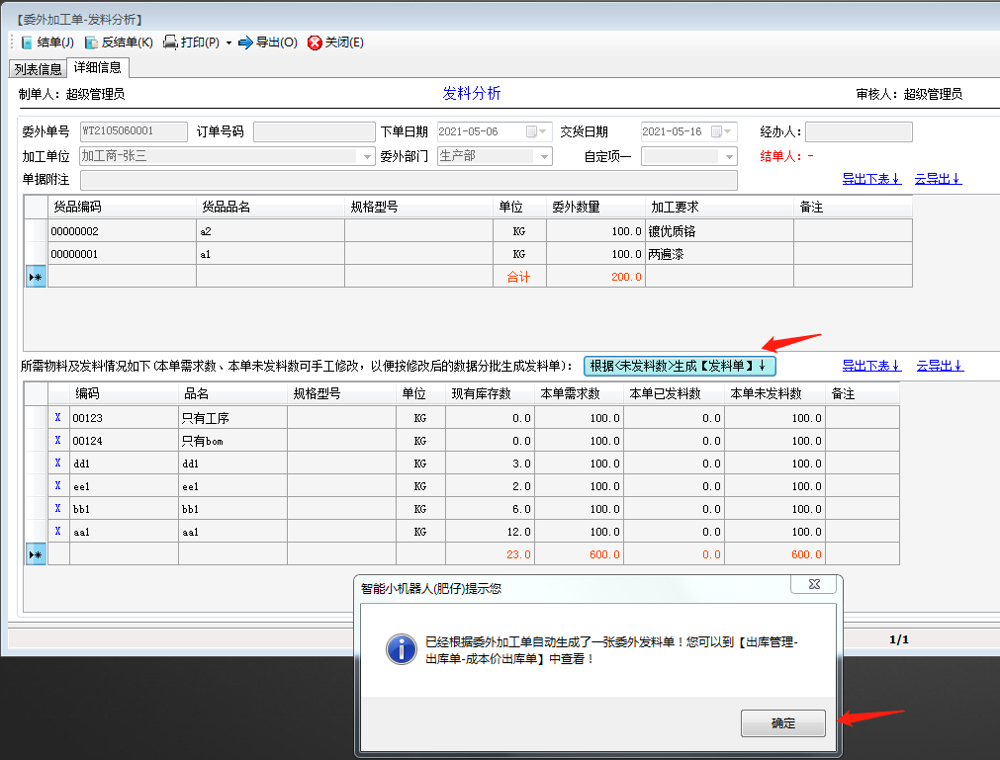 【委外加工单-发料分析】
结单(J) 反结单(K) 打印(P) 导出(O) 关闭(E)
列表信息 详细信息
制单人：超级管理员 发料分析 审核人：超级管理员
委外单号 WT2105060001 订单号码 下单日期 2021-05-06 交货日期 2021-05-16 经办人：
加工单位 加工商-张三 委外部门 生产部 自定项一 结单人：-
单据附注 导出下表↓ 云导出↓
货品编码 货品品名 规格型号 单位 委外数量 加工要求 备注
00000002 a2 KG 100.0 镀优质铬
00000001 a1 KG 100.0 两遍漆
合计 200.0
所需物料及发料情况如下(本单需求数、本单未发料数可手工修改，以便按修改后的数据分批生成发料单)： 根据<未发料数>生成【发料单】↓ 导出下表↓ 云导出↓
编码 品名 规格型号 单位 现有库存数 本单需求数 本单已发料数 本单未发料数 备注
X 00123 只有工序 KG 0.0 100.0 0.0 100.0
X 00124 只有bom KG 0.0 100.0 0.0 100.0
X dd1 dd1 KG 3.0 100.0 0.0 100.0
X ee1 ee1 KG 2.0 100.0 0.0 100.0
X bb1 bb1 KG 6.0 100.0 0.0 100.0
X aa1 aa1 KG 12.0 100.0 0.0 100.0
23.0 600.0 0.0 600.0
智能小机器人(肥仔)提示您
已经根据委外加工单自动生成了一张委外发料单！您可以到【出库管理-
出库单-成本价出库单】中查看！
1/1
确定